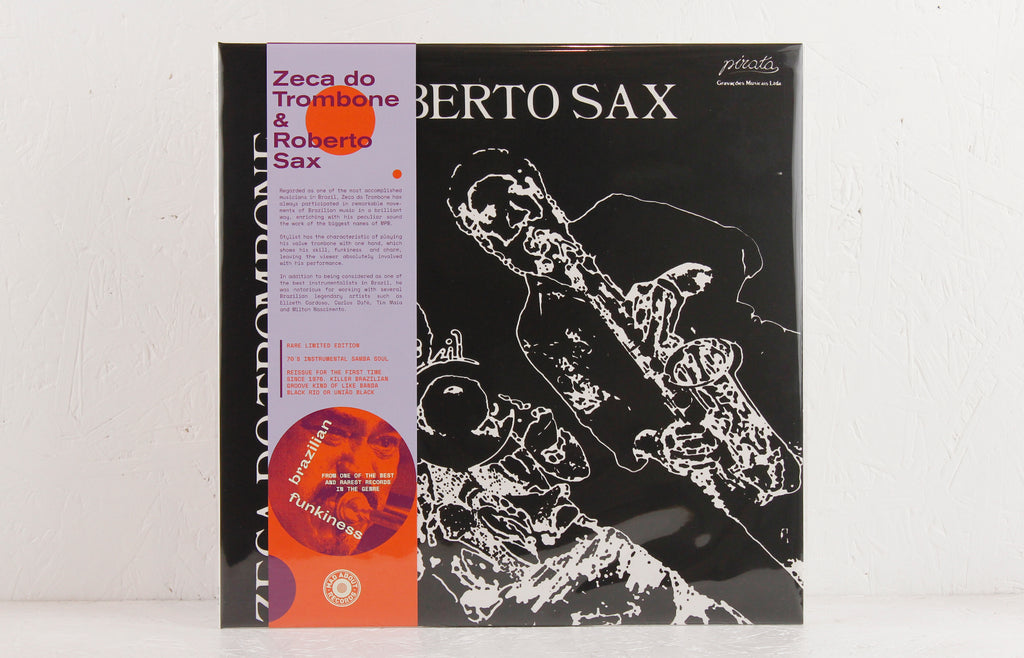 Zeca do
Trombone
&
Roberto
Sax
Regarded as one of the most accomplished
musicians in Brazil, Zeca do Trombone has
always participated in remarkable move-
ments of Brazilian music in a brilliant
way, enriching with his peculiar sound
the work of the biggest names of MPB.
Stylist has the characteristic of playing
his valve trombone with one hand, which
shows his skill, funkiness and charm,
leaving the viewer absolutely involved
with his performance.
In addition to being considered as one of
the best instrumentalists in Brazil, he
was notorious for working with several
Brazilian legendary artists such as
Elizeth Cardoso, Carlos Dafé, Tim Maia
and Milton Nascimento.
RARE LIMITED EDITION
70'S INSTRUMENTAL SAMBA SOUL
REISSUE FOR THE FIRST TIME
SINCE 1976. KILLER BRAZILIAN
GROOVE KIND OF LIKE BANDA
BLACK RIO OR UNIÃO BLACK
brazilian
FROM ONE OF THE BEST
AND RAREST RECORDS
IN THE GENRE
funkiness
MAD ABOUT
RECORDS
ZECA DO TROMBONE
BERTO SAX
pirata
Gravações Musicais Ltda